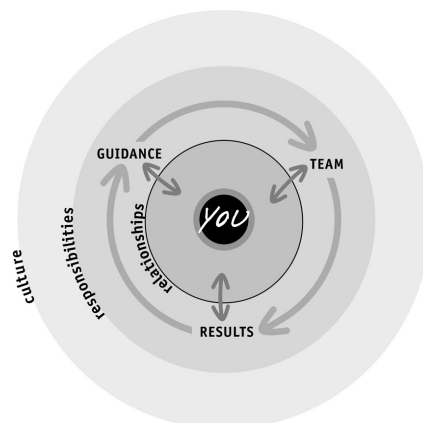 GUIDANCE
TEAM
YOU
relationships
responsibilities
culture
RESULTS